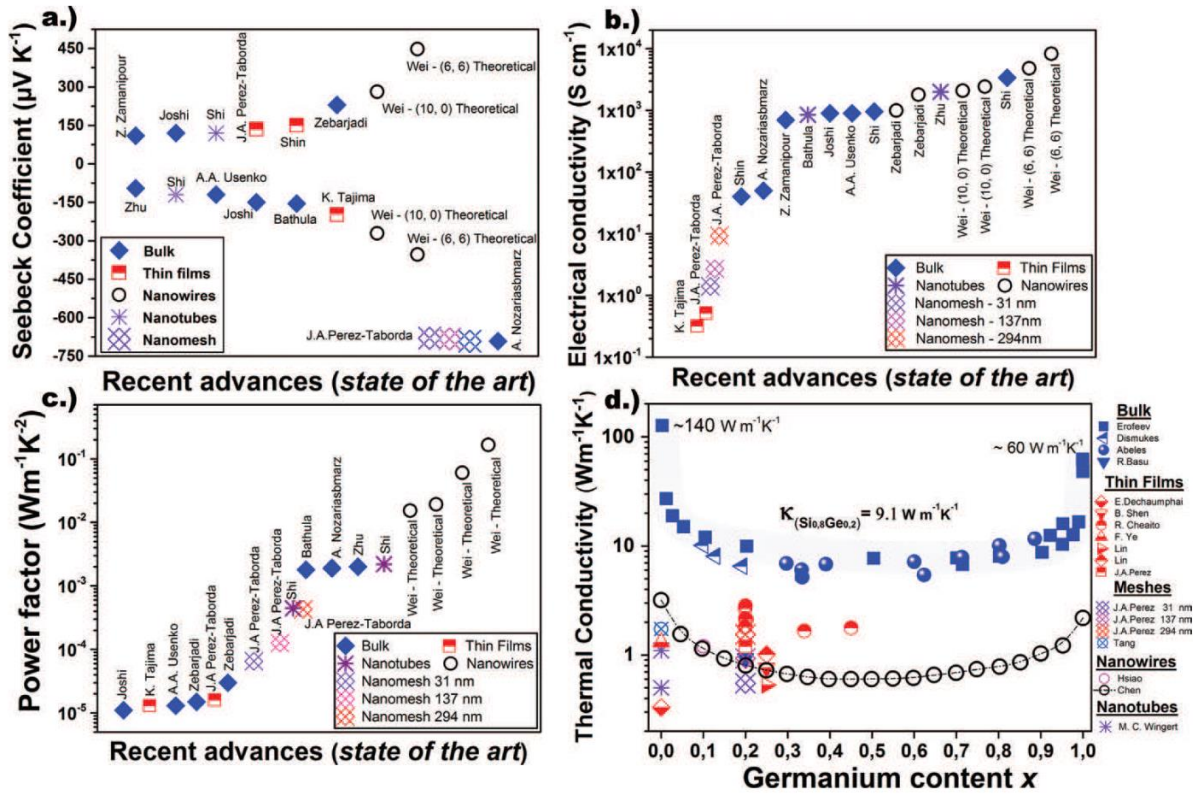 a.)
Seebeck Coefficient (μV K⁻¹)
450
300
150
0
-150
-300
-450
-600
-750
Z. Zamanipour
Joshi
Shi
J.A. Perez-Taborda
Shin
Zebarjadi
Wei - (6, 6) Theoretical
Wei - (10, 0) Theoretical
Zhu
Shi
A.A. Usenko
Joshi
Bathula
K. Tajima
Wei - (10, 0) Theoretical
Wei - (6, 6) Theoretical
J.A.Perez-Taborda
A. Nozariasbmarz
Bulk
Thin films
Nanowires
Nanotubes
Nanomesh
Recent advances (state of the art)
b.)
Electrical conductivity (S cm⁻¹)
1x10⁴
1x10³
1x10²
1x10¹
1x10⁰
1x10⁻¹
K. Tajima
J.A. Perez-Taborda
J.A. Perez-Taborda
Shin
A. Nozariasbmarz
Z. Zamanipour
Bathula
Joshi
A.A. Usenko
Shi
Zebarjadi
Zebarjadi
Zhu
Wei - (10, 0) Theoretical
Wei - (10, 0) Theoretical
Shi
Wei - (6, 6) Theoretical
Wei - (6, 6) Theoretical
Bulk
Thin Films
Nanotubes
Nanowires
Nanomesh - 31 nm
Nanomesh - 137nm
Nanomesh - 294nm
Recent advances (state of the art)
c.)
Power factor (Wm⁻¹K⁻²)
10⁻¹
10⁻²
10⁻³
10⁻⁴
10⁻⁵
Joshi
K. Tajima
A.A. Usenko
Zebarjadi
J.A Perez-Taborda
Zebarjadi
J.A Perez-Taborda
J.A Perez-Taborda
Shi
Bathula
J.A Perez-Taborda
A. Nozariasbmarz
Zhu
Shi
Wei - Theoretical
Wei - Theoretical
Wei - Theoretical
Wei - Theoretical
Bulk
Thin Films
Nanotubes
Nanowires
Nanomesh 31 nm
Nanomesh 137 nm
Nanomesh 294 nm
Recent advances (state of the art)
d.)
Thermal Conductivity (Wm⁻¹K⁻¹)
100
10
1
~140 W m⁻¹K⁻¹
~ 60 W m⁻¹K⁻¹
κ(Si0,8Ge0,2) = 9.1 W m⁻¹K⁻¹
0,0 0,1 0,2 0,3 0,4 0,5 0,6 0,7 0,8 0,9 1,0
Germanium content x
Bulk
Erofeev
Dismukes
Abeles
R.Basu
Thin Films
E.Dechaumphai
B. Shen
R. Cheaito
F. Ye
Lin
Lin
J.A.Perez
Meshes
J.A.Perez 31 nm
J.A.Perez 137 nm
J.A.Perez 294 nm
Tang
Nanowires
Hsiao
Chen
Nanotubes
M. C. Wingert